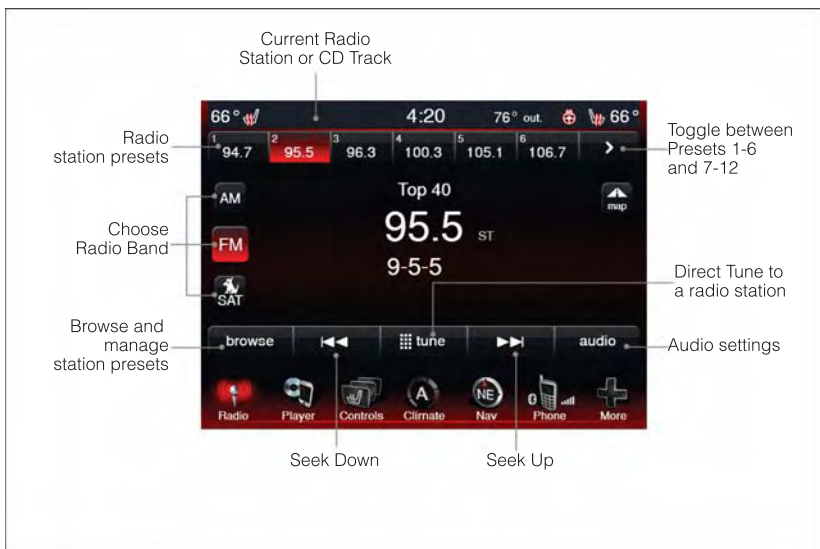 Current Radio
Station or CD Track
66° 4:20 76° out. 66°
Radio
station presets
1 94.7 2 95.5 3 96.3 4 100.3 5 105.1 6 106.7 >
Toggle between
Presets 1-6
and 7-12
AM
Top 40
map
Choose
Radio Band
FM
95.5 ST
9-5-5
SAT
Direct Tune to
a radio station
Browse and
manage
station presets
browse tune audio
Audio settings
A NE
Radio Player Controls Climate Nav Phone More
Seek Down Seek Up